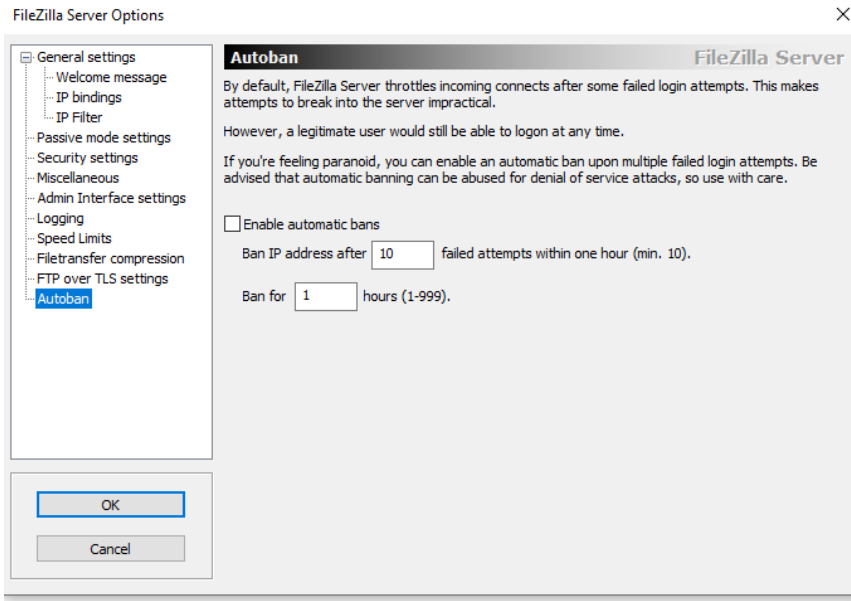 FileZilla Server Options
General settings
Welcome message
IP bindings
IP Filter
Passive mode settings
Security settings
Miscellaneous
Admin Interface settings
Logging
Speed Limits
Filetransfer compression
FTP over TLS settings
Autoban
OK
Cancel
Autoban
FileZilla Server
By default, FileZilla Server throttles incoming connects after some failed login attempts. This makes
attempts to break into the server impractical.
However, a legitimate user would still be able to logon at any time.
If you're feeling paranoid, you can enable an automatic ban upon multiple failed login attempts. Be
advised that automatic banning can be abused for denial of service attacks, so use with care.
Enable automatic bans
Ban IP address after 10 failed attempts within one hour (min. 10).
Ban for 1 hours (1-999).